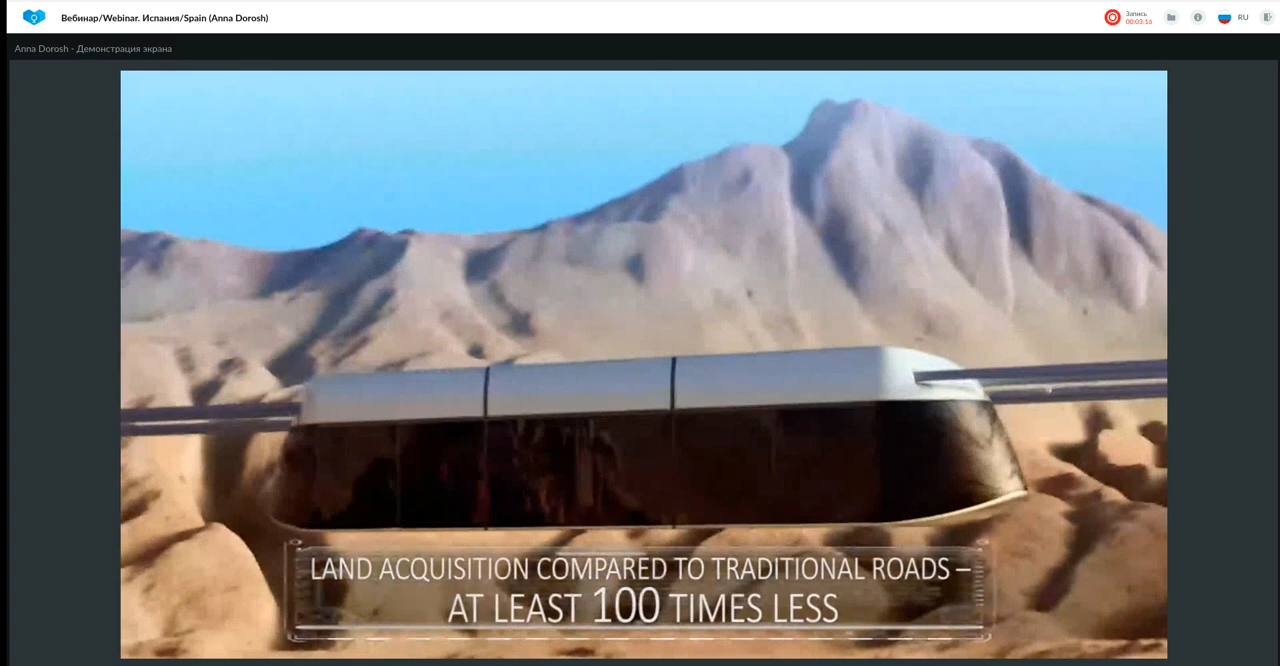 Вебинар/Webinar. Испания/Spain (Anna Dorosh)
Запись
00:03:16
RU
Anna Dorosh - Демонстрация экрана
LAND ACQUISITION COMPARED TO TRADITIONAL ROADS –
AT LEAST 100 TIMES LESS